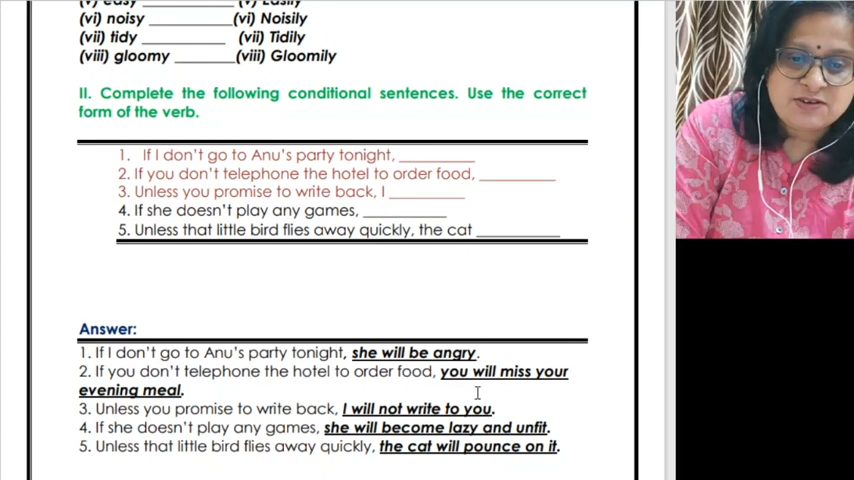 (v) easy __________ (v) Easily
(vi) noisy __________(vi) Noisily
(vii) tidy __________ (vii) Tidily
(viii) gloomy _______(viii) Gloomily
II. Complete the following conditional sentences. Use the correct
form of the verb.
1. If I don't go to Anu's party tonight, __________
2. If you don't telephone the hotel to order food, __________
3. Unless you promise to write back, I __________
4. If she doesn't play any games, ___________
5. Unless that little bird flies away quickly, the cat ___________
Answer:
1. If I don't go to Anu's party tonight, she will be angry.
2. If you don't telephone the hotel to order food, you will miss your
evening meal.
3. Unless you promise to write back, I will not write to you.
4. If she doesn't play any games, she will become lazy and unfit.
5. Unless that little bird flies away quickly, the cat will pounce on it.